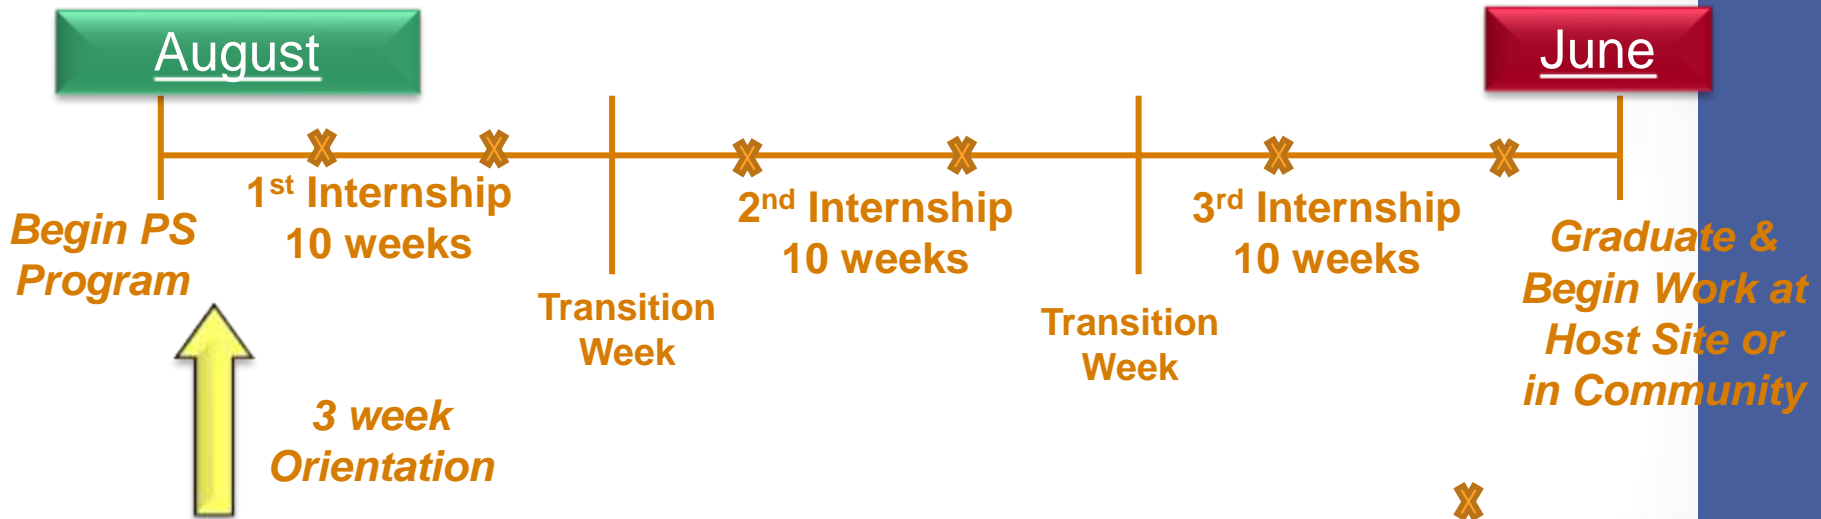 August
June
Begin PS
Program
1st Internship
10 weeks
Transition
Week
2nd Internship
10 weeks
Transition
Week
3rd Internship
10 weeks
Graduate &
Begin Work at
Host Site or
in Community
3 week
Orientation